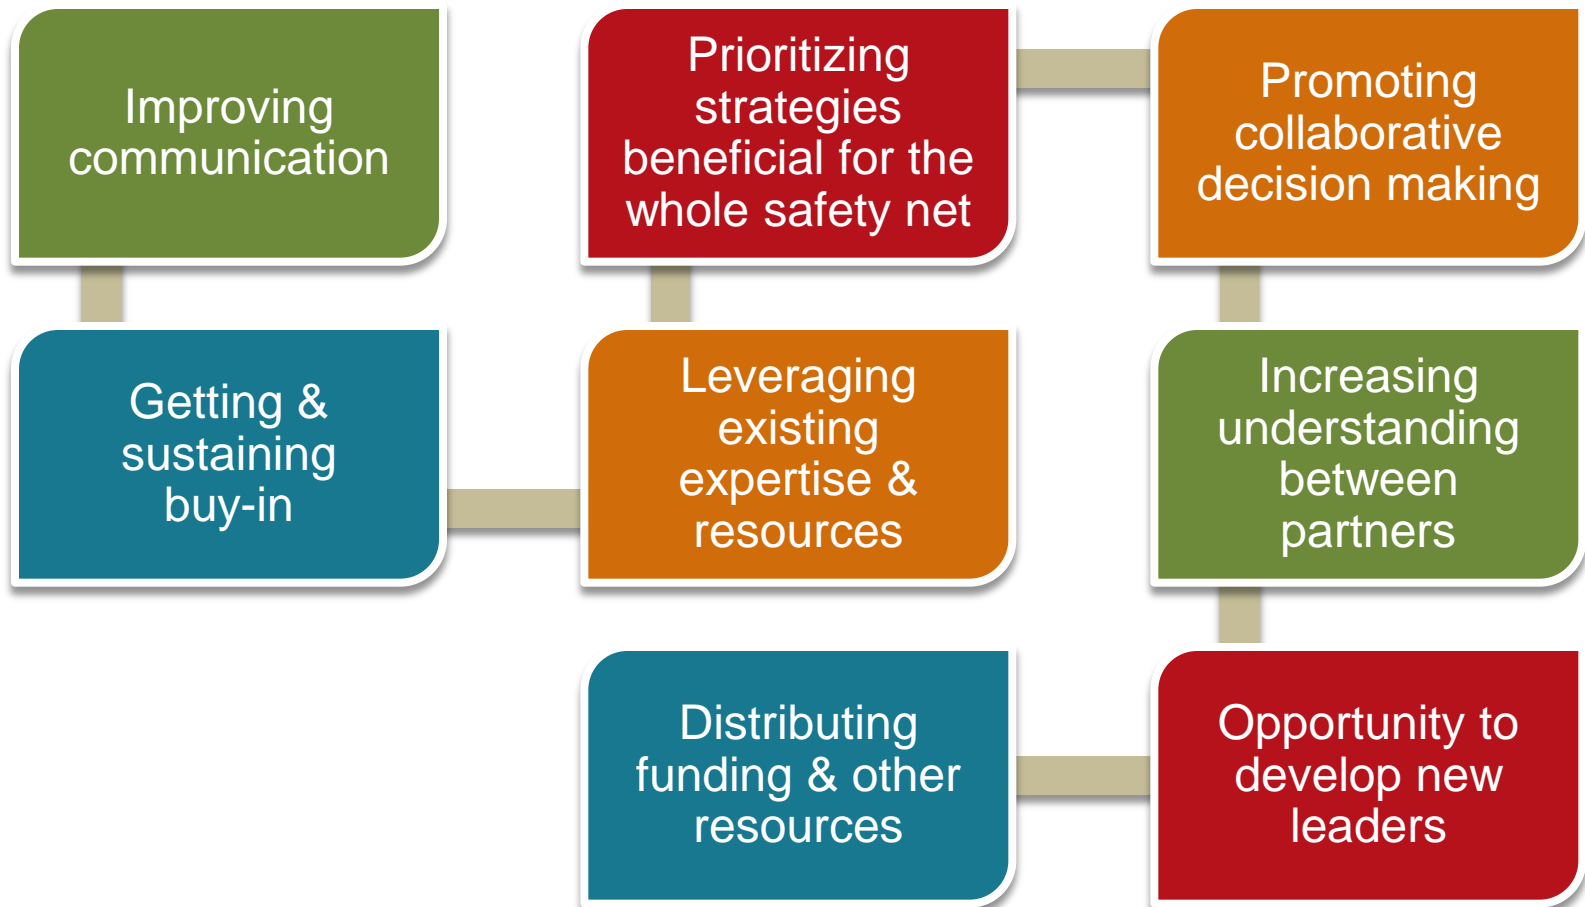 Improving
communication
Prioritizing
strategies
beneficial for the
whole safety net
Promoting
collaborative
decision making
Getting &
sustaining
buy-in
Leveraging
existing
expertise &
resources
Increasing
understanding
between
partners
Distributing
funding & other
resources
Opportunity to
develop new
leaders